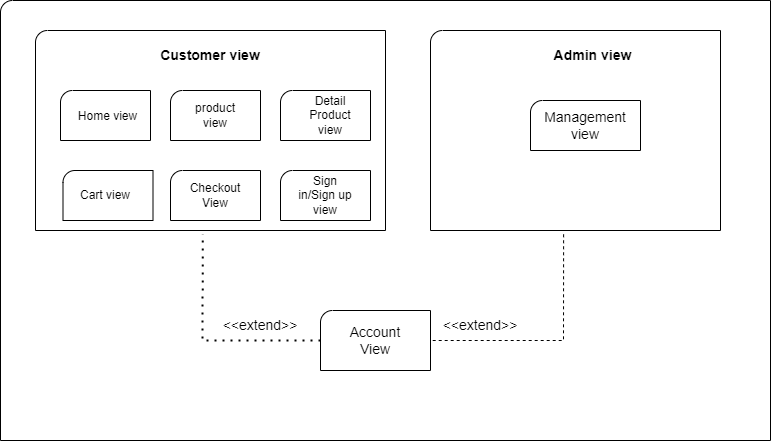 Customer view
Admin view
Home view
product
view
Detail
Product
view
Management
view
Cart view
Checkout
View
Sign
in/Sign up
view
<<extend>>
Account
View
<<extend>>